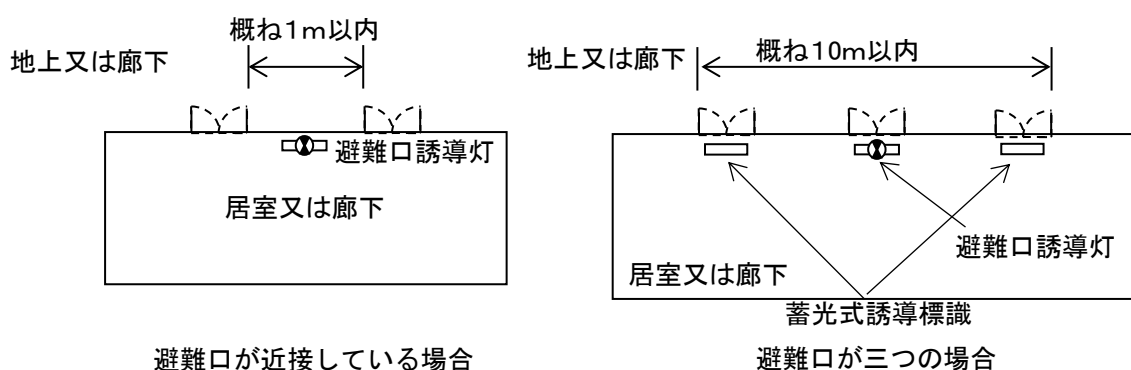 概ね1m以内
地上又は廊下
避難口誘導灯
居室又は廊下
避難口が近接している場合
地上又は廊下
概ね10m以内
避難口誘導灯
居室又は廊下
蓄光式誘導標識
避難口が三つの場合